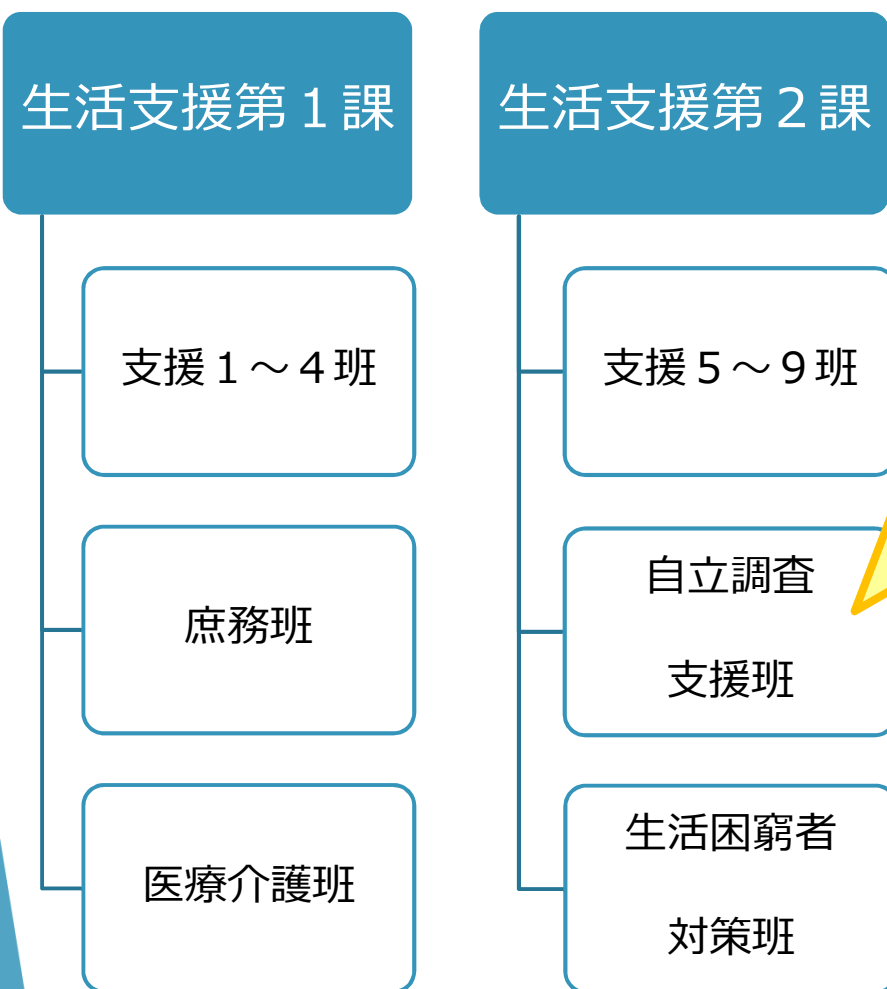 生活支援第１課
支援１～４班
庶務班
医療介護班
生活支援第２課
支援５～９班
自立調査
支援班
生活困窮者
対策班